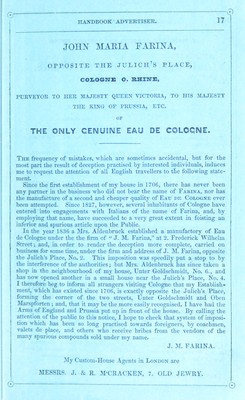 HANDBOOK ADVERTISER. 17
JOHN MARIA FARINA,
OPPOSITE THE JULICH'S PLACE,
COLOGNE O. RHINE,
PURVEYOR TO HER MAJESTY QUEEN VICTORIA, TO HIS MAJESTY
THE KING OF PRUSSIA, ETC.
OF
THE ONLY GENUINE EAU DE COLOGNE.
THE frequency of mistakes, which are sometimes accidental, but for the
most part the result of deception practised by interested individuals, induces
me to request the attention of all English travellers to the following state-
ment.
Since the first establishment of my house in 1706, there has never been
any partner in the business who did not bear the name of FARINA, nor has
the manufacture of a second and cheaper quality of EAU DE COLOGNE ever
been attempted. Since 1837, however, several inhabitants of Cologne have
entered into engagements with Italians of the name of Farina, and, by
employing that name, have succeeded to a very great extent in foisting an
inferior and spurious article upon the Public.
In the year 1836 a Mrs. Addenbruck established a manufactory of Eau
de Cologne under the firm of "J. M. Farina," at 2. Frederick Wilhelm
Street; and, in order to render the deception more complete, carried on
business for some time, under the firm and address of J. M. Farina, opposite
the Julich's Place, No. 2. This imposition was speedily put a stop to by
the interference of the authorities; but Mrs. Addenbruck has since taken a
shop in the neighbourhood of my house, Unter Goldschmidt, No. 6., and
has now opened another in a small house near the Julich's Place, No. 4.
I therefore beg to inform all strangers visiting Cologne that my Establish-
ment, which has existed since 1706, is exactly opposite the Julich's Place,
forming the corner of the two streets, Unter Goldschmidt and Oben
Marspforten; and, that it may be the more easily recognised, I have had the
Arms of England and Prussia put up in front of the house. By calling the
attention of the public to this notice, I hope to check that system of imposi-
tion which has been so long practised towards foreigners, by coachmen,
valets de place, and others who receive bribes from the venders of the
many spurious compounds sold under my name.
J. M. FARINA.
My Custom-House Agents in LONDON are
MESSRS. J. & R. McCRACKEN, 7. OLD JEWRY.